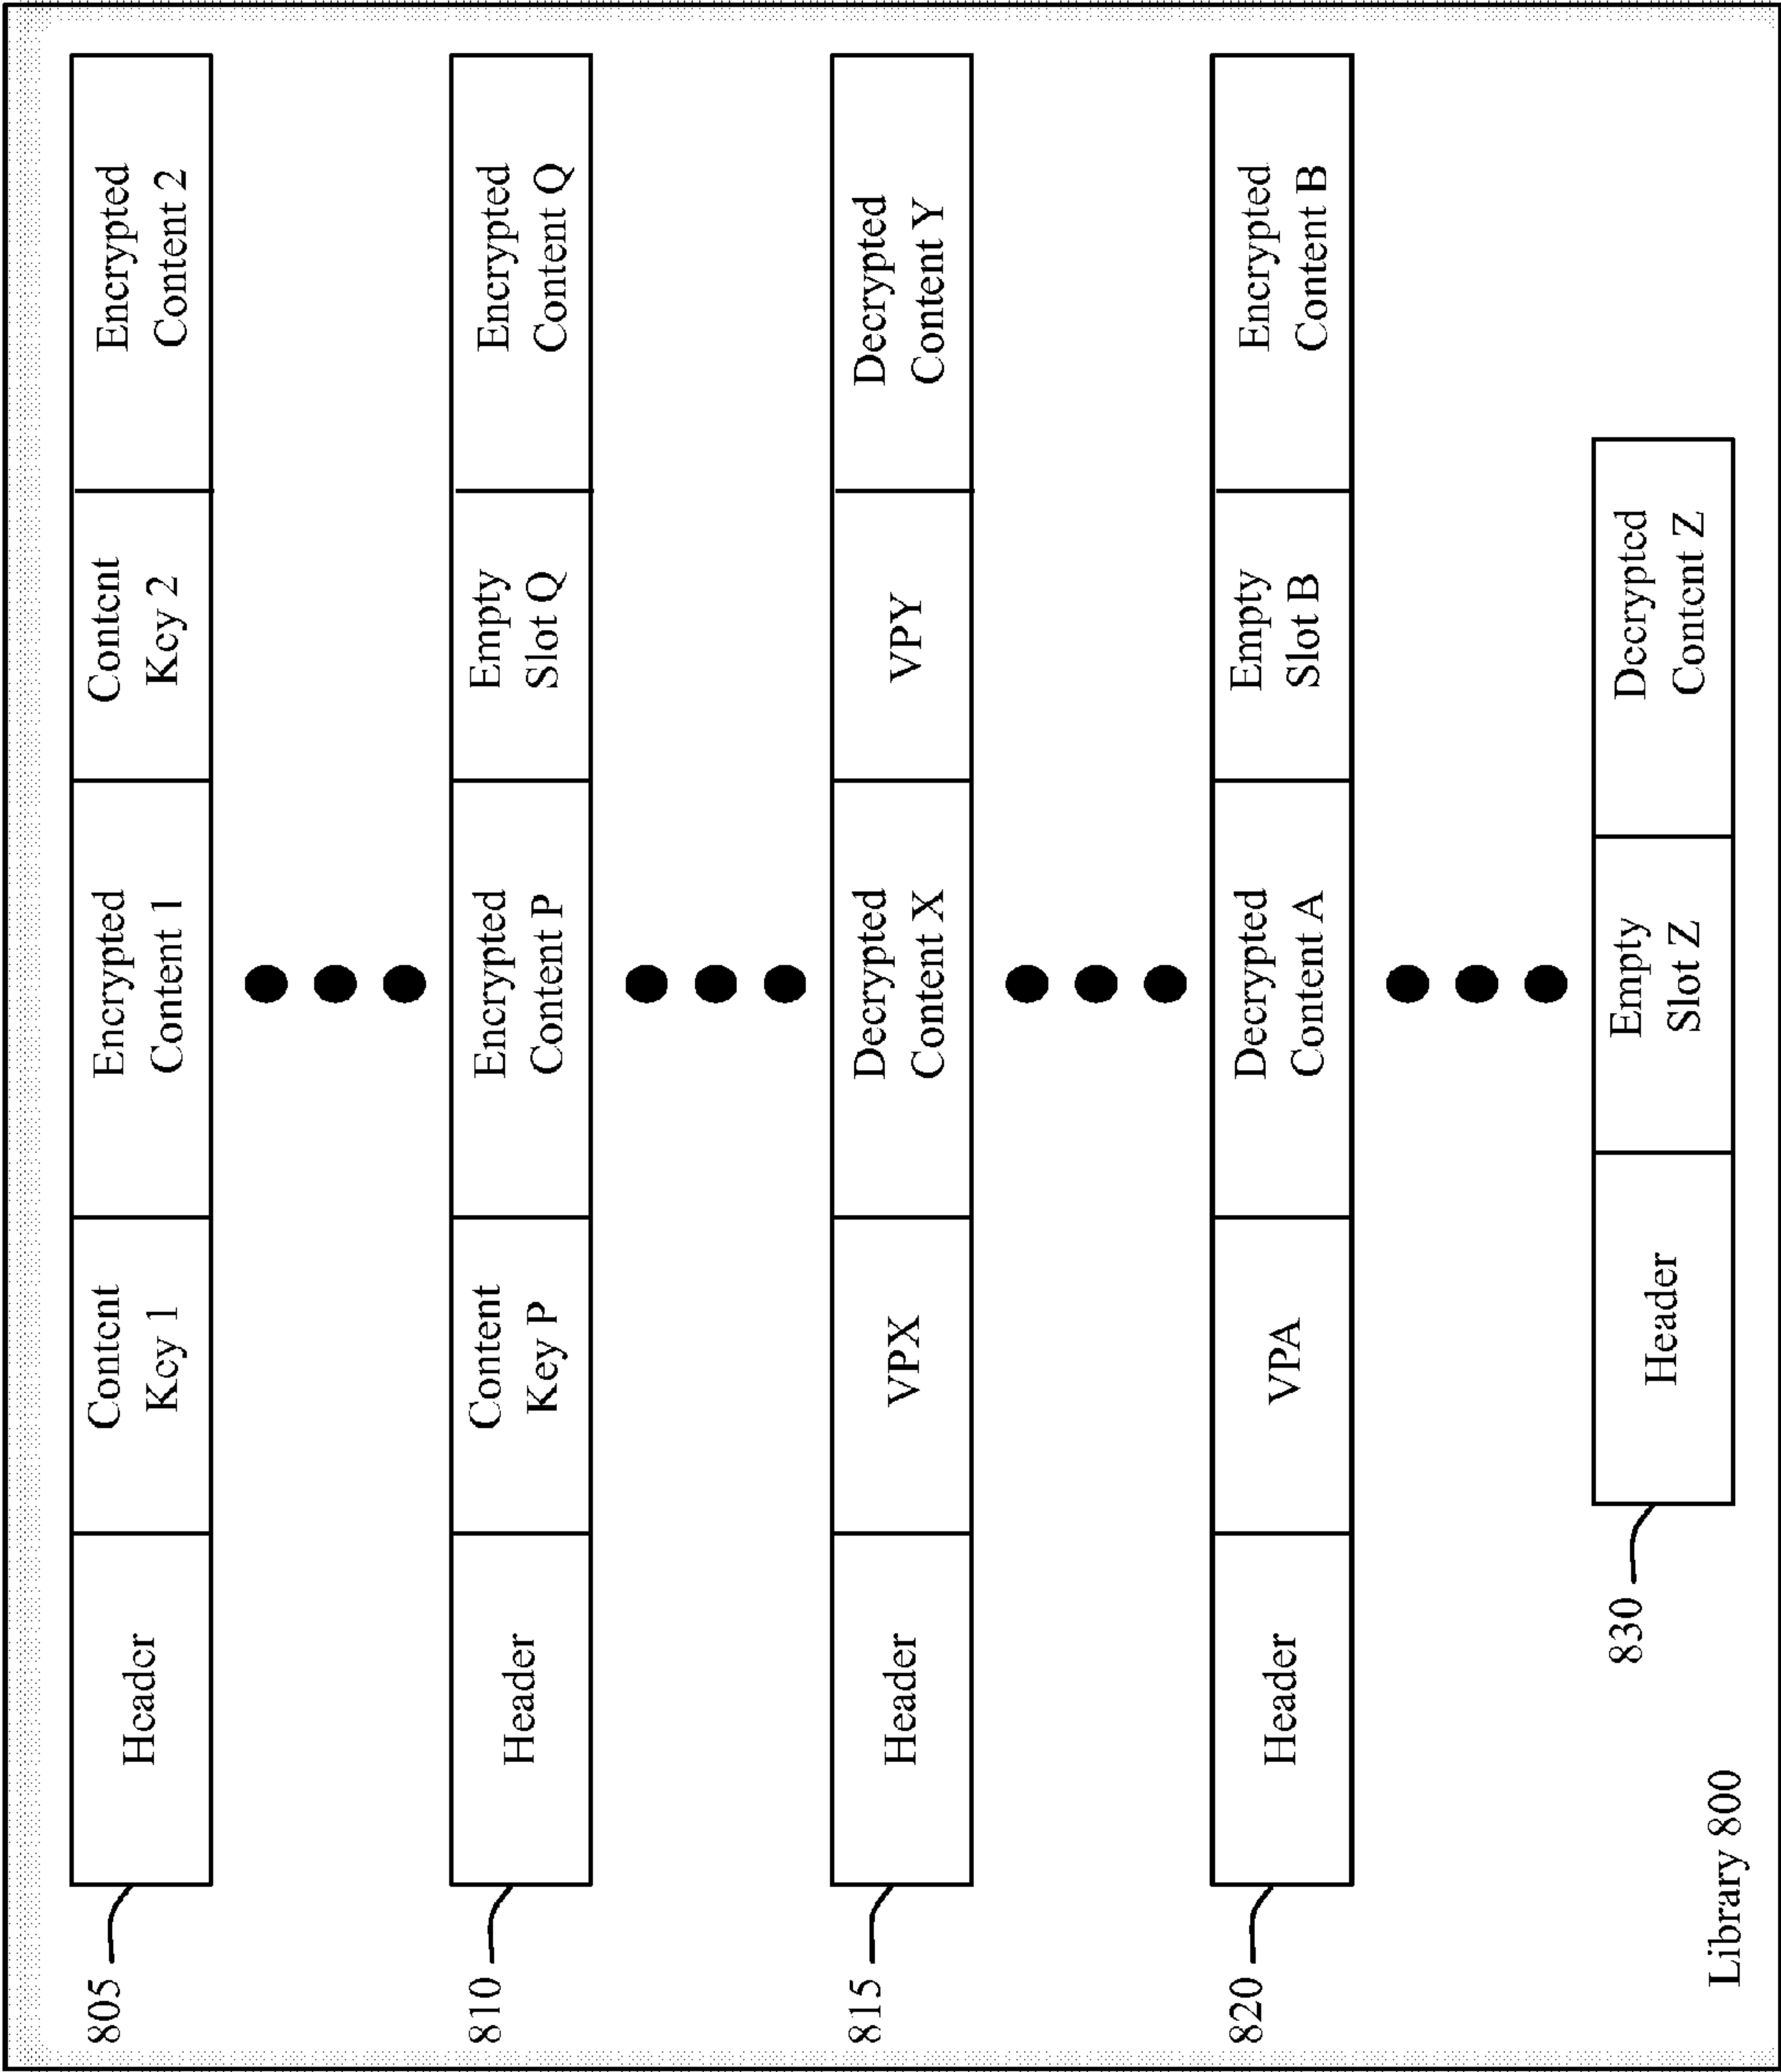 805
Header
Content
Key 1
Encrypted
Content 1
Content
Key 2
Encrypted
Content 2
810
Header
Content
Key P
Encrypted
Content P
Empty
Slot Q
Encrypted
Content Q
815
Header
VPX
Decrypted
Content X
VPY
Decrypted
Content Y
820
Header
VPA
Decrypted
Content A
Empty
Slot B
Encrypted
Content B
830
Header
Empty
Slot Z
Decrypted
Content Z
Library 800